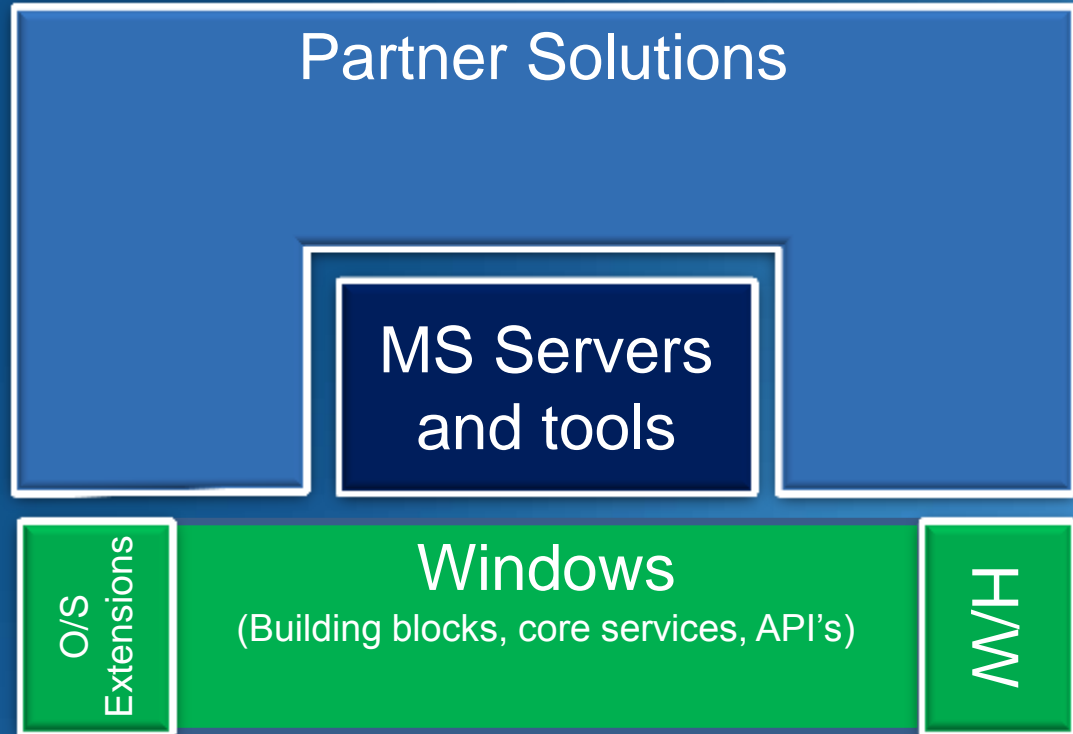 Partner Solutions
MS Servers
and tools
O/S
Extensions
Windows
(Building blocks, core services, API's)
H/W